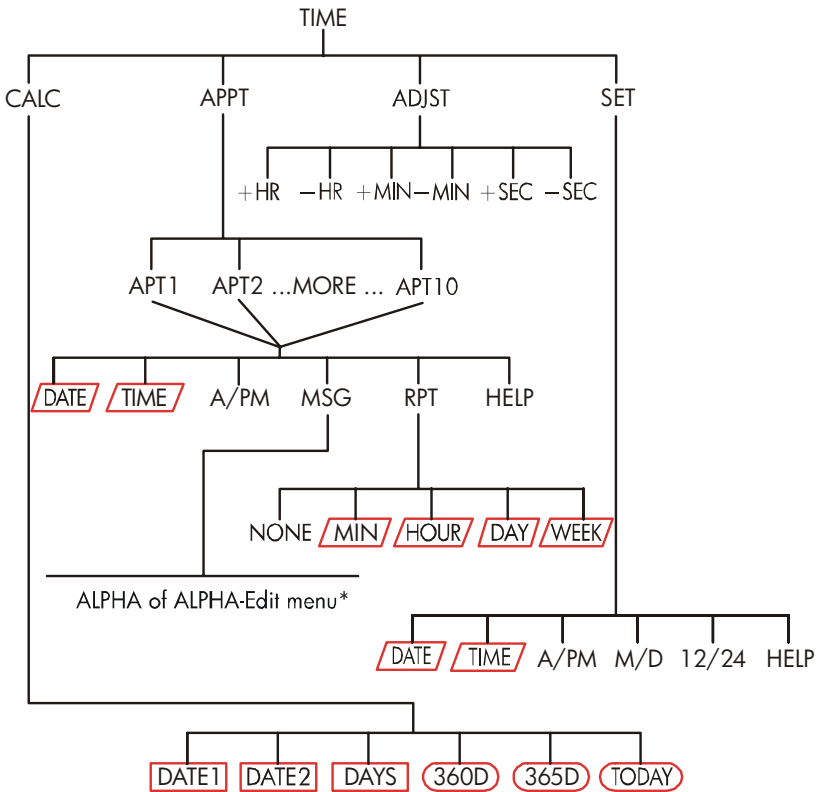 TIME
CALC APPT ADJST SET
+HR −HR +MIN −MIN +SEC −SEC
APT1 APT2 ...MORE ... APT10
DATE TIME A/PM MSG RPT HELP
NONE MIN HOUR DAY WEEK
ALPHA of ALPHA-Edit menu*
DATE TIME A/PM M/D 12/24 HELP
DATE1 DATE2 DAYS 360D 365D TODAY